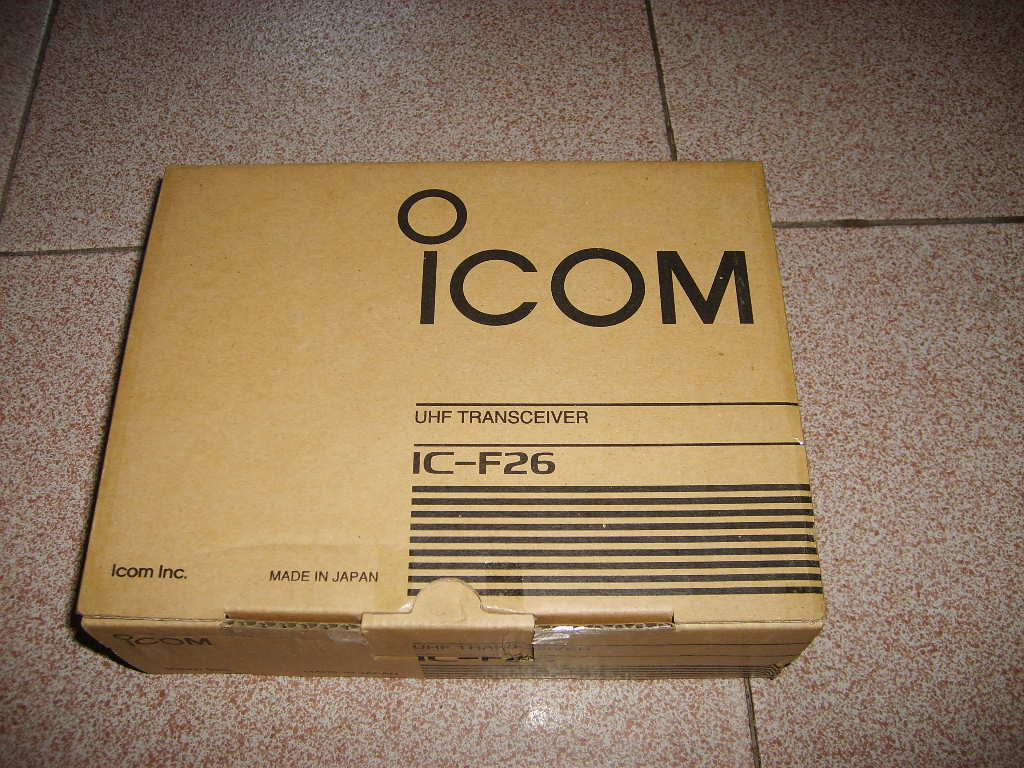 ICOM
UHF TRANSCEIVER
IC-F26
Icom Inc.
MADE IN JAPAN
ICOM